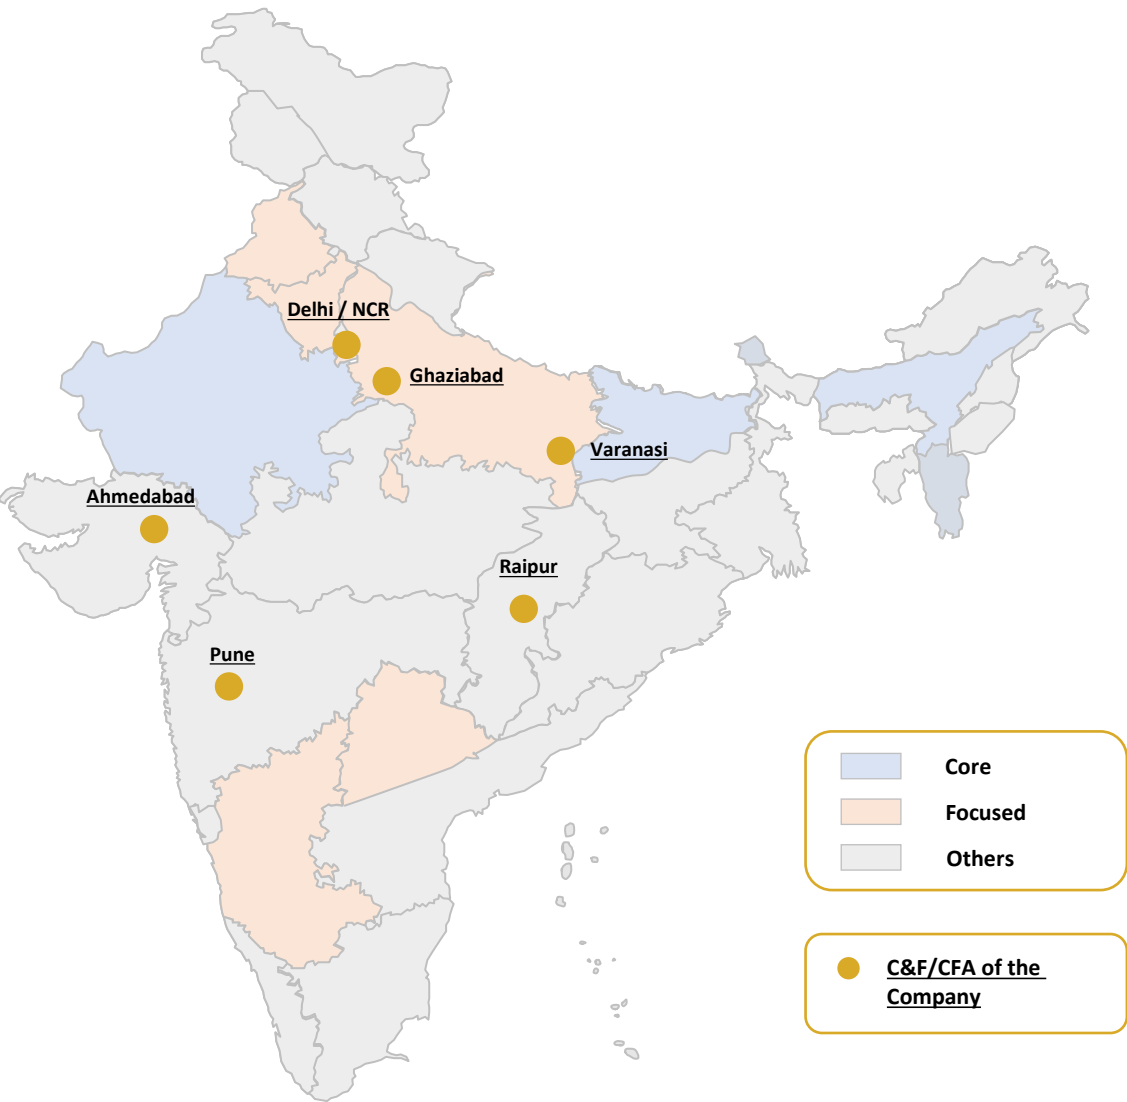 Delhi / NCR
Ghaziabad
Varanasi
Ahmedabad
Raipur
Pune
Core
Focused
Others
C&F/CFA of the
Company